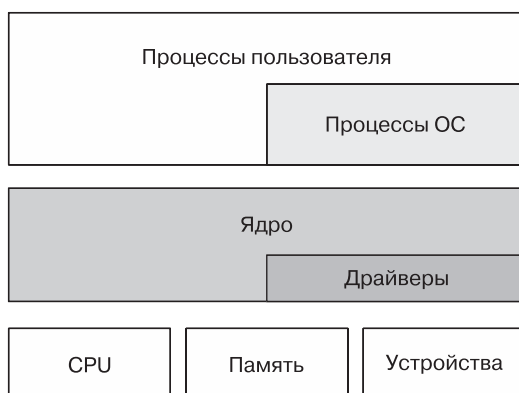 Процессы пользователя
Процессы ОС
Ядро
Драйверы
CPU
Память
Устройства